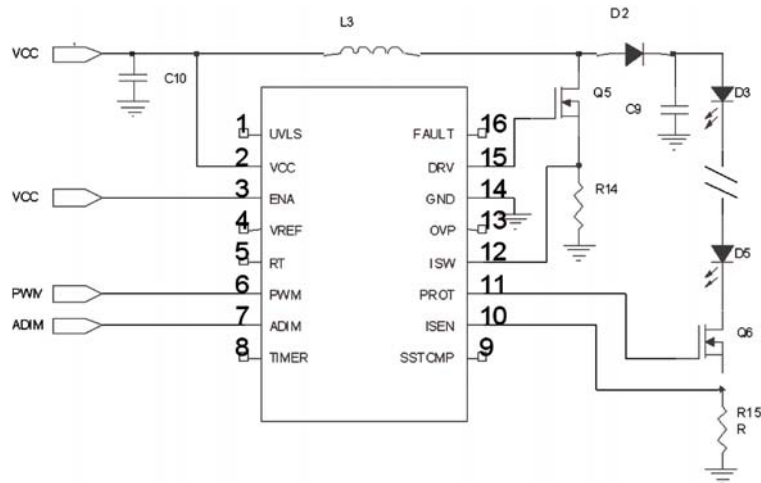 L3
D2
VCC
C10
Q5
C9
D3
1 UVLS
FAULT 16
2 VCC
DRV 15
VCC
3 ENA
GND 14
R14
4 VREF
OVP 13
5 RT
ISW 12
D5
PWM
6 PWM
PROT 11
ADIM
7 ADIM
ISEN 10
Q6
8 TIMER
SSTCMP 9
R15
R